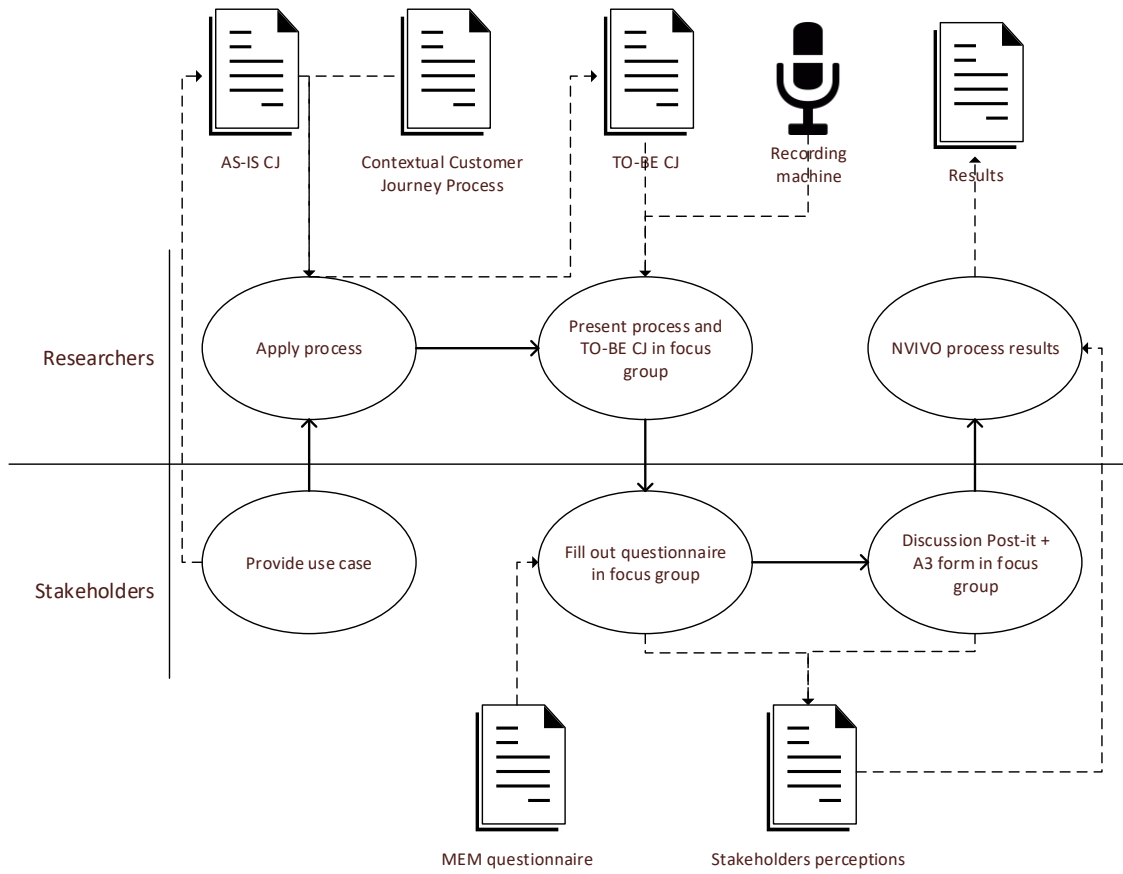 AS-IS CJ
Contextual Customer
Journey Process
TO-BE CJ
Recording
machine
Results
Researchers
Apply process
Present process and
TO-BE CJ in focus
group
NVIVO process results
Stakeholders
Provide use case
Fill out questionnaire
in focus group
Discussion Post-it +
A3 form in focus
group
MEM questionnaire
Stakeholders perceptions